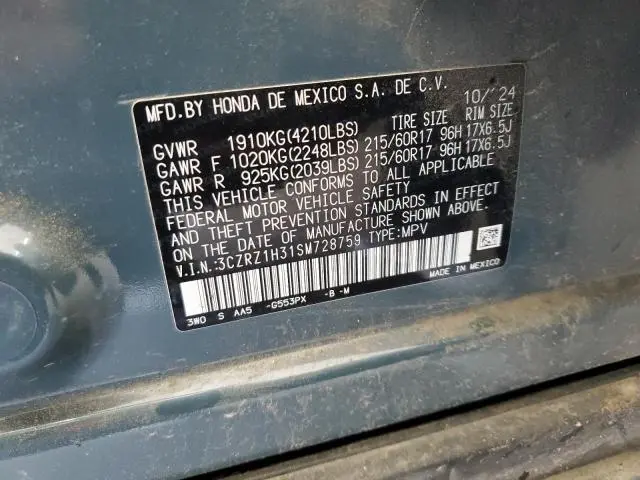 MFD.BY HONDA DE MEXICO S.A. DE C.V. 10/'24
TIRE SIZE RIM SIZE
GVWR 1910KG(4210LBS)
GAWR F 1020KG(2248LBS) 215/60R17 96H 17X6.5J
GAWR R 925KG(2039LBS) 215/60R17 96H 17X6.5J
THIS VEHICLE CONFORMS TO ALL APPLICABLE
FEDERAL MOTOR VEHICLE SAFETY
AND THEFT PREVENTION STANDARDS IN EFFECT
ON THE DATE OF MANUFACTURE SHOWN ABOVE.
V.I.N.:3CZRZ1H31SM728759 TYPE:MPV
MADE IN MEXICO
3W0 S AA5 -G553PX -B -M